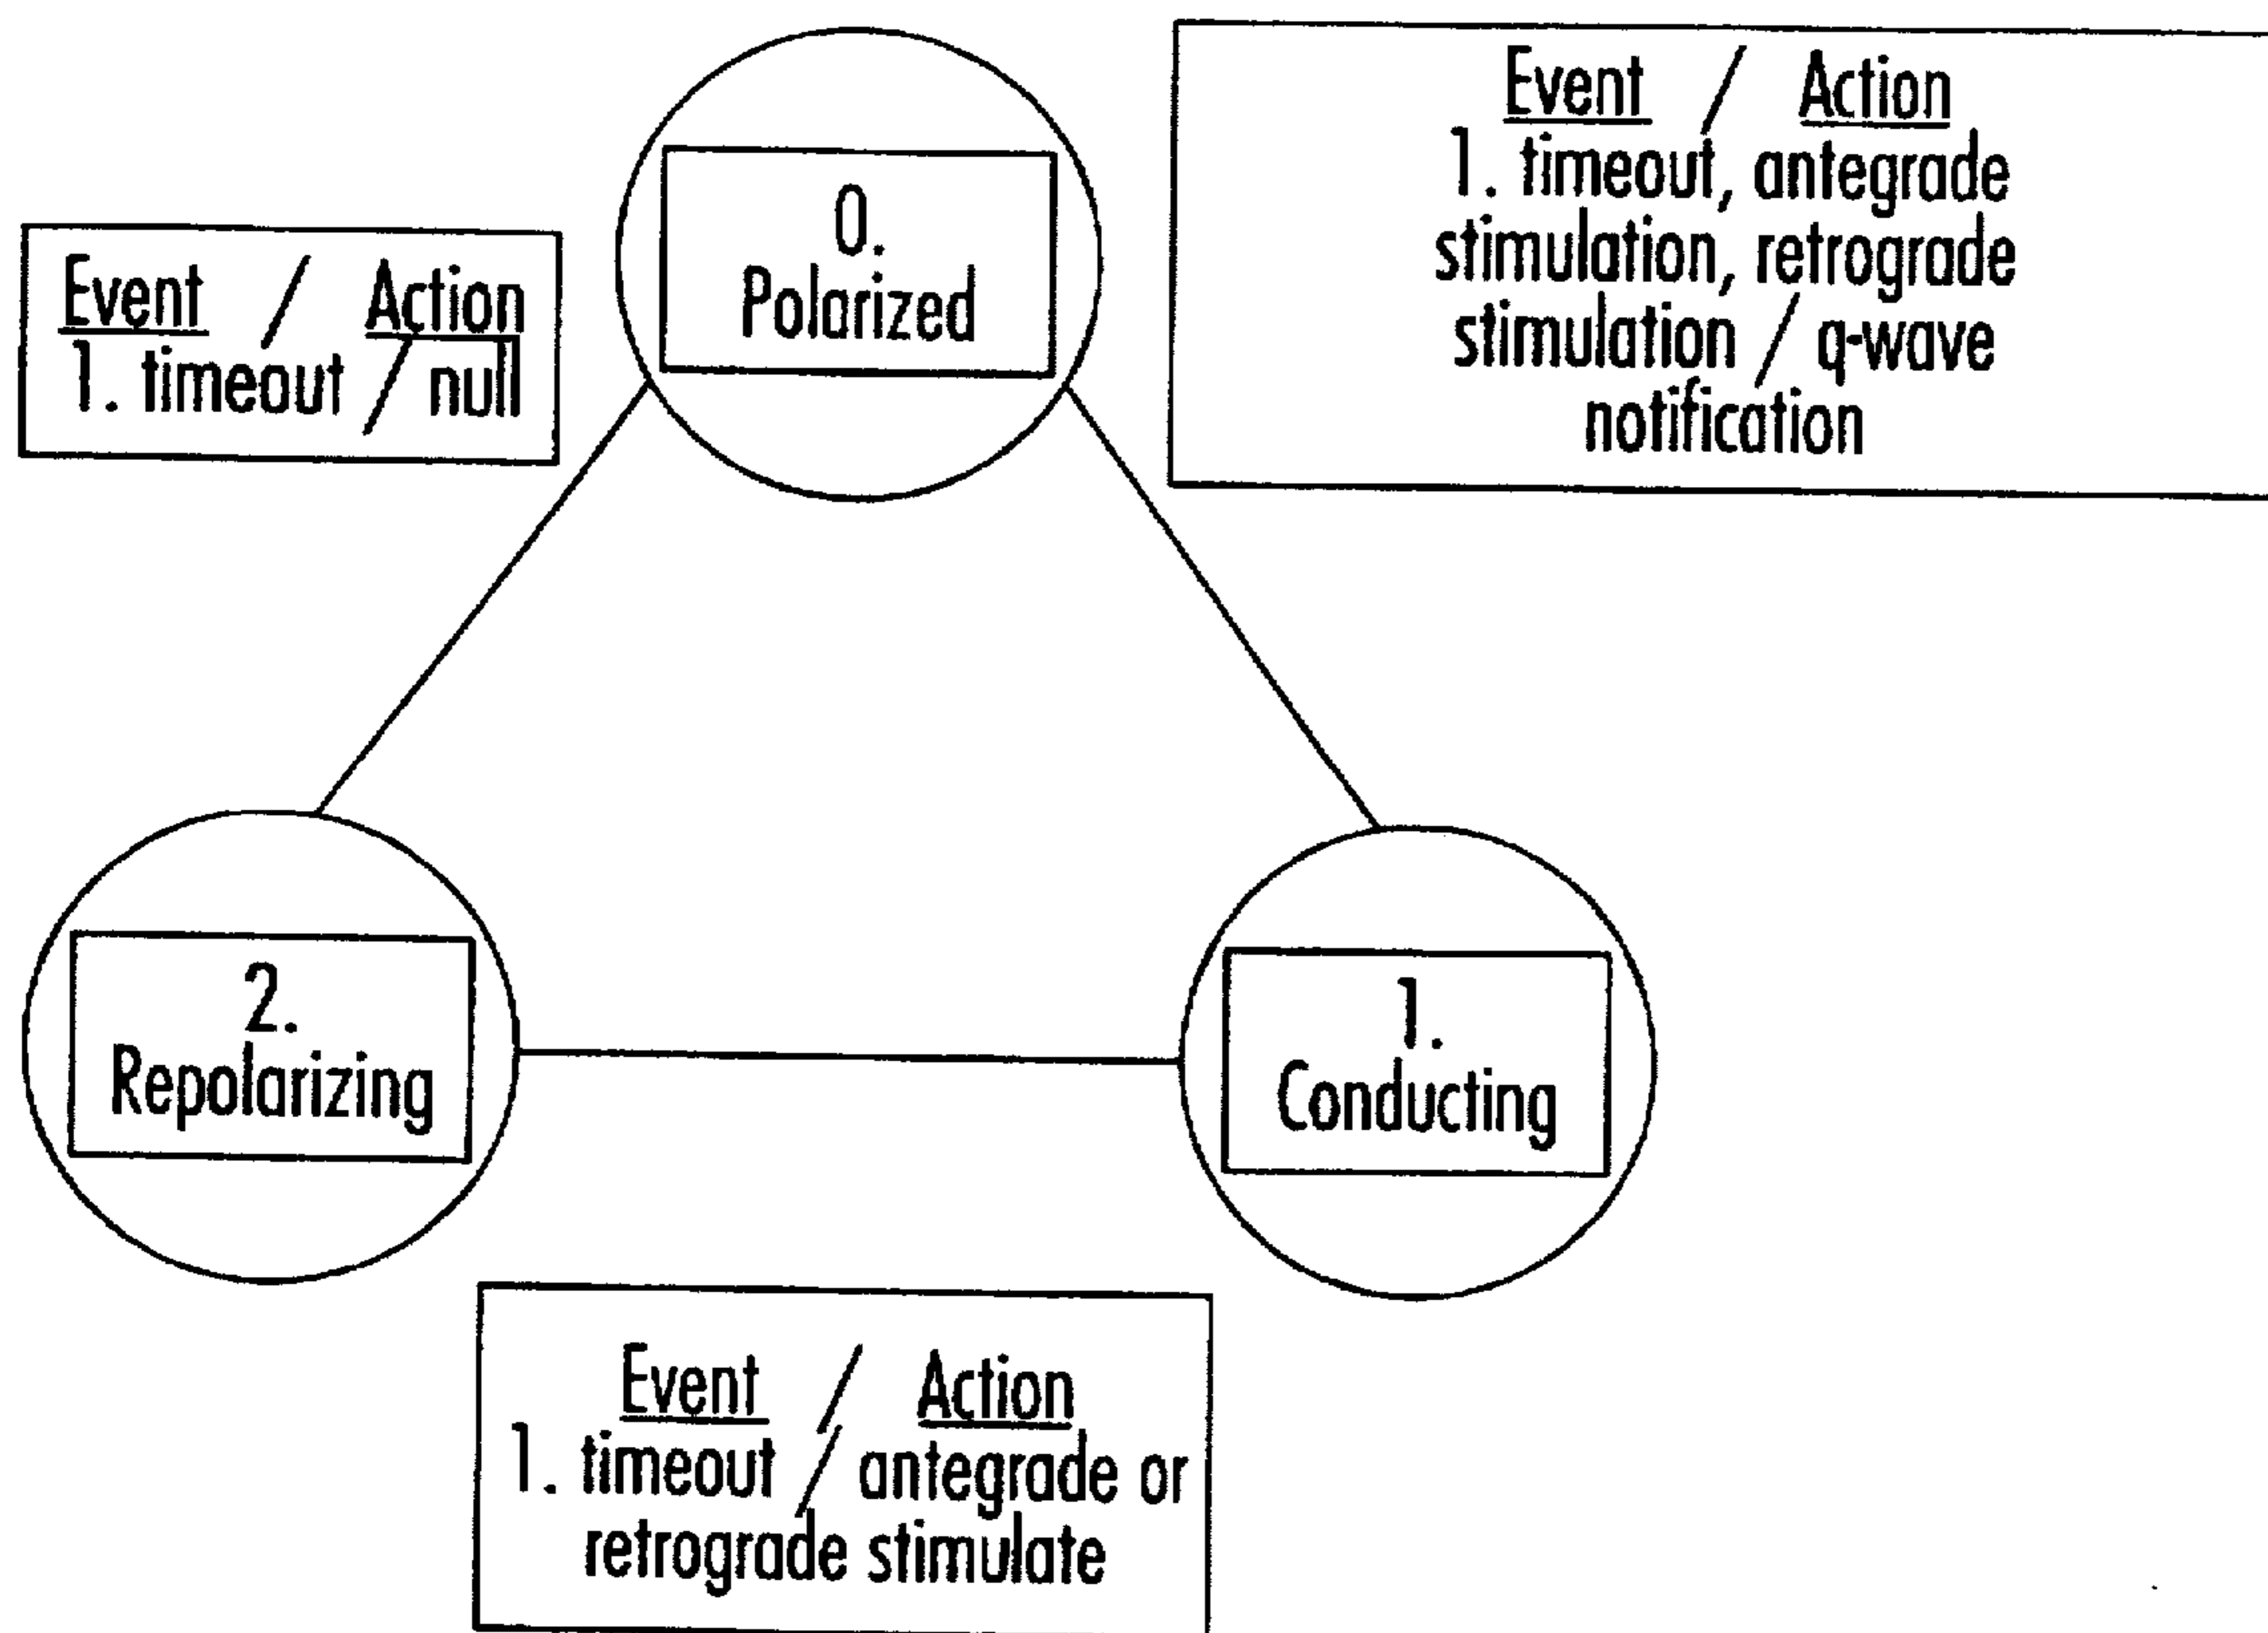 0.
Polarized
Event / Action
1. timeout, antegrade
stimulation, retrograde
stimulation / q-wave
notification
Event / Action
1. timeout / null
2.
Repolarizing
1.
Conducting
Event / Action
1. timeout / antegrade or
retrograde stimulate